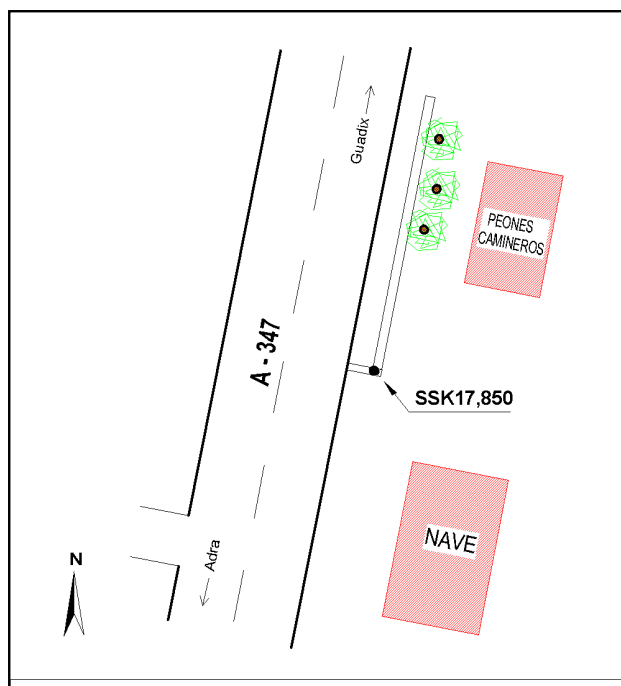 Guadix
PEONES
CAMINEROS
A - 347
SSK17,850
NAVE
Adra
N